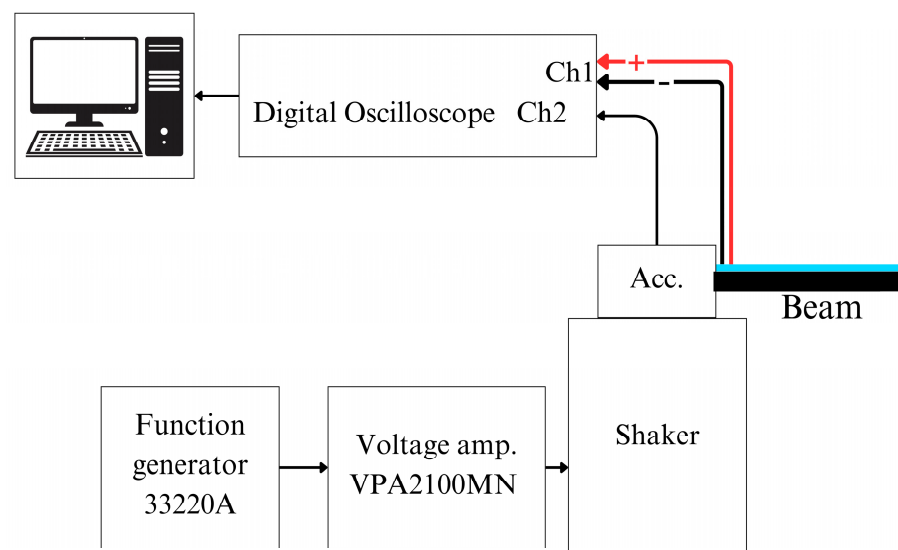 Ch1
+
-
Digital Oscilloscope Ch2
Acc.
Beam
Function
generator
33220A
Voltage amp.
VPA2100MN
Shaker